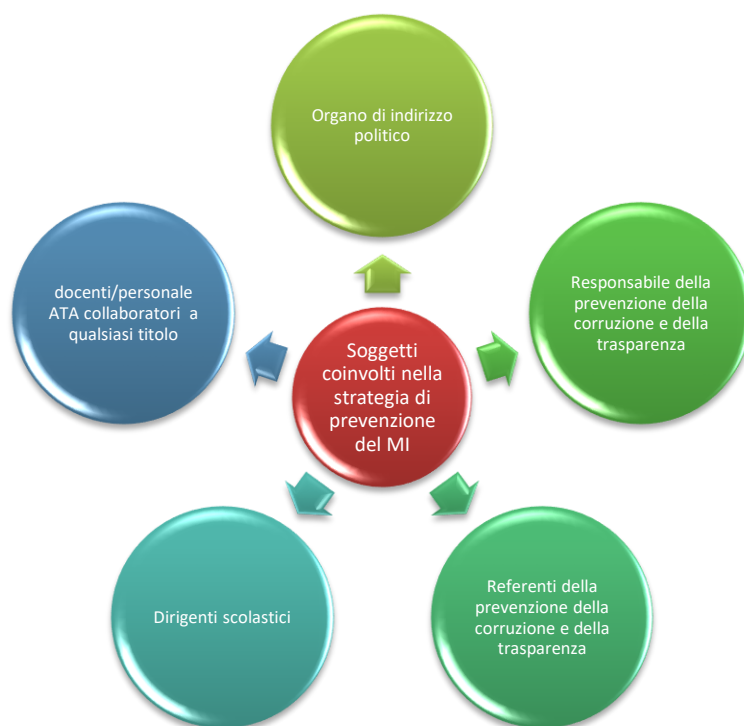 Organo di indirizzo
politico
Responsabile della
prevenzione della
corruzione e della
trasparenza
Referenti della
prevenzione della
corruzione e della
trasparenza
Dirigenti scolastici
docenti/personale
ATA collaboratori a
qualsiasi titolo
Soggetti
coinvolti nella
strategia di
prevenzione
del MI